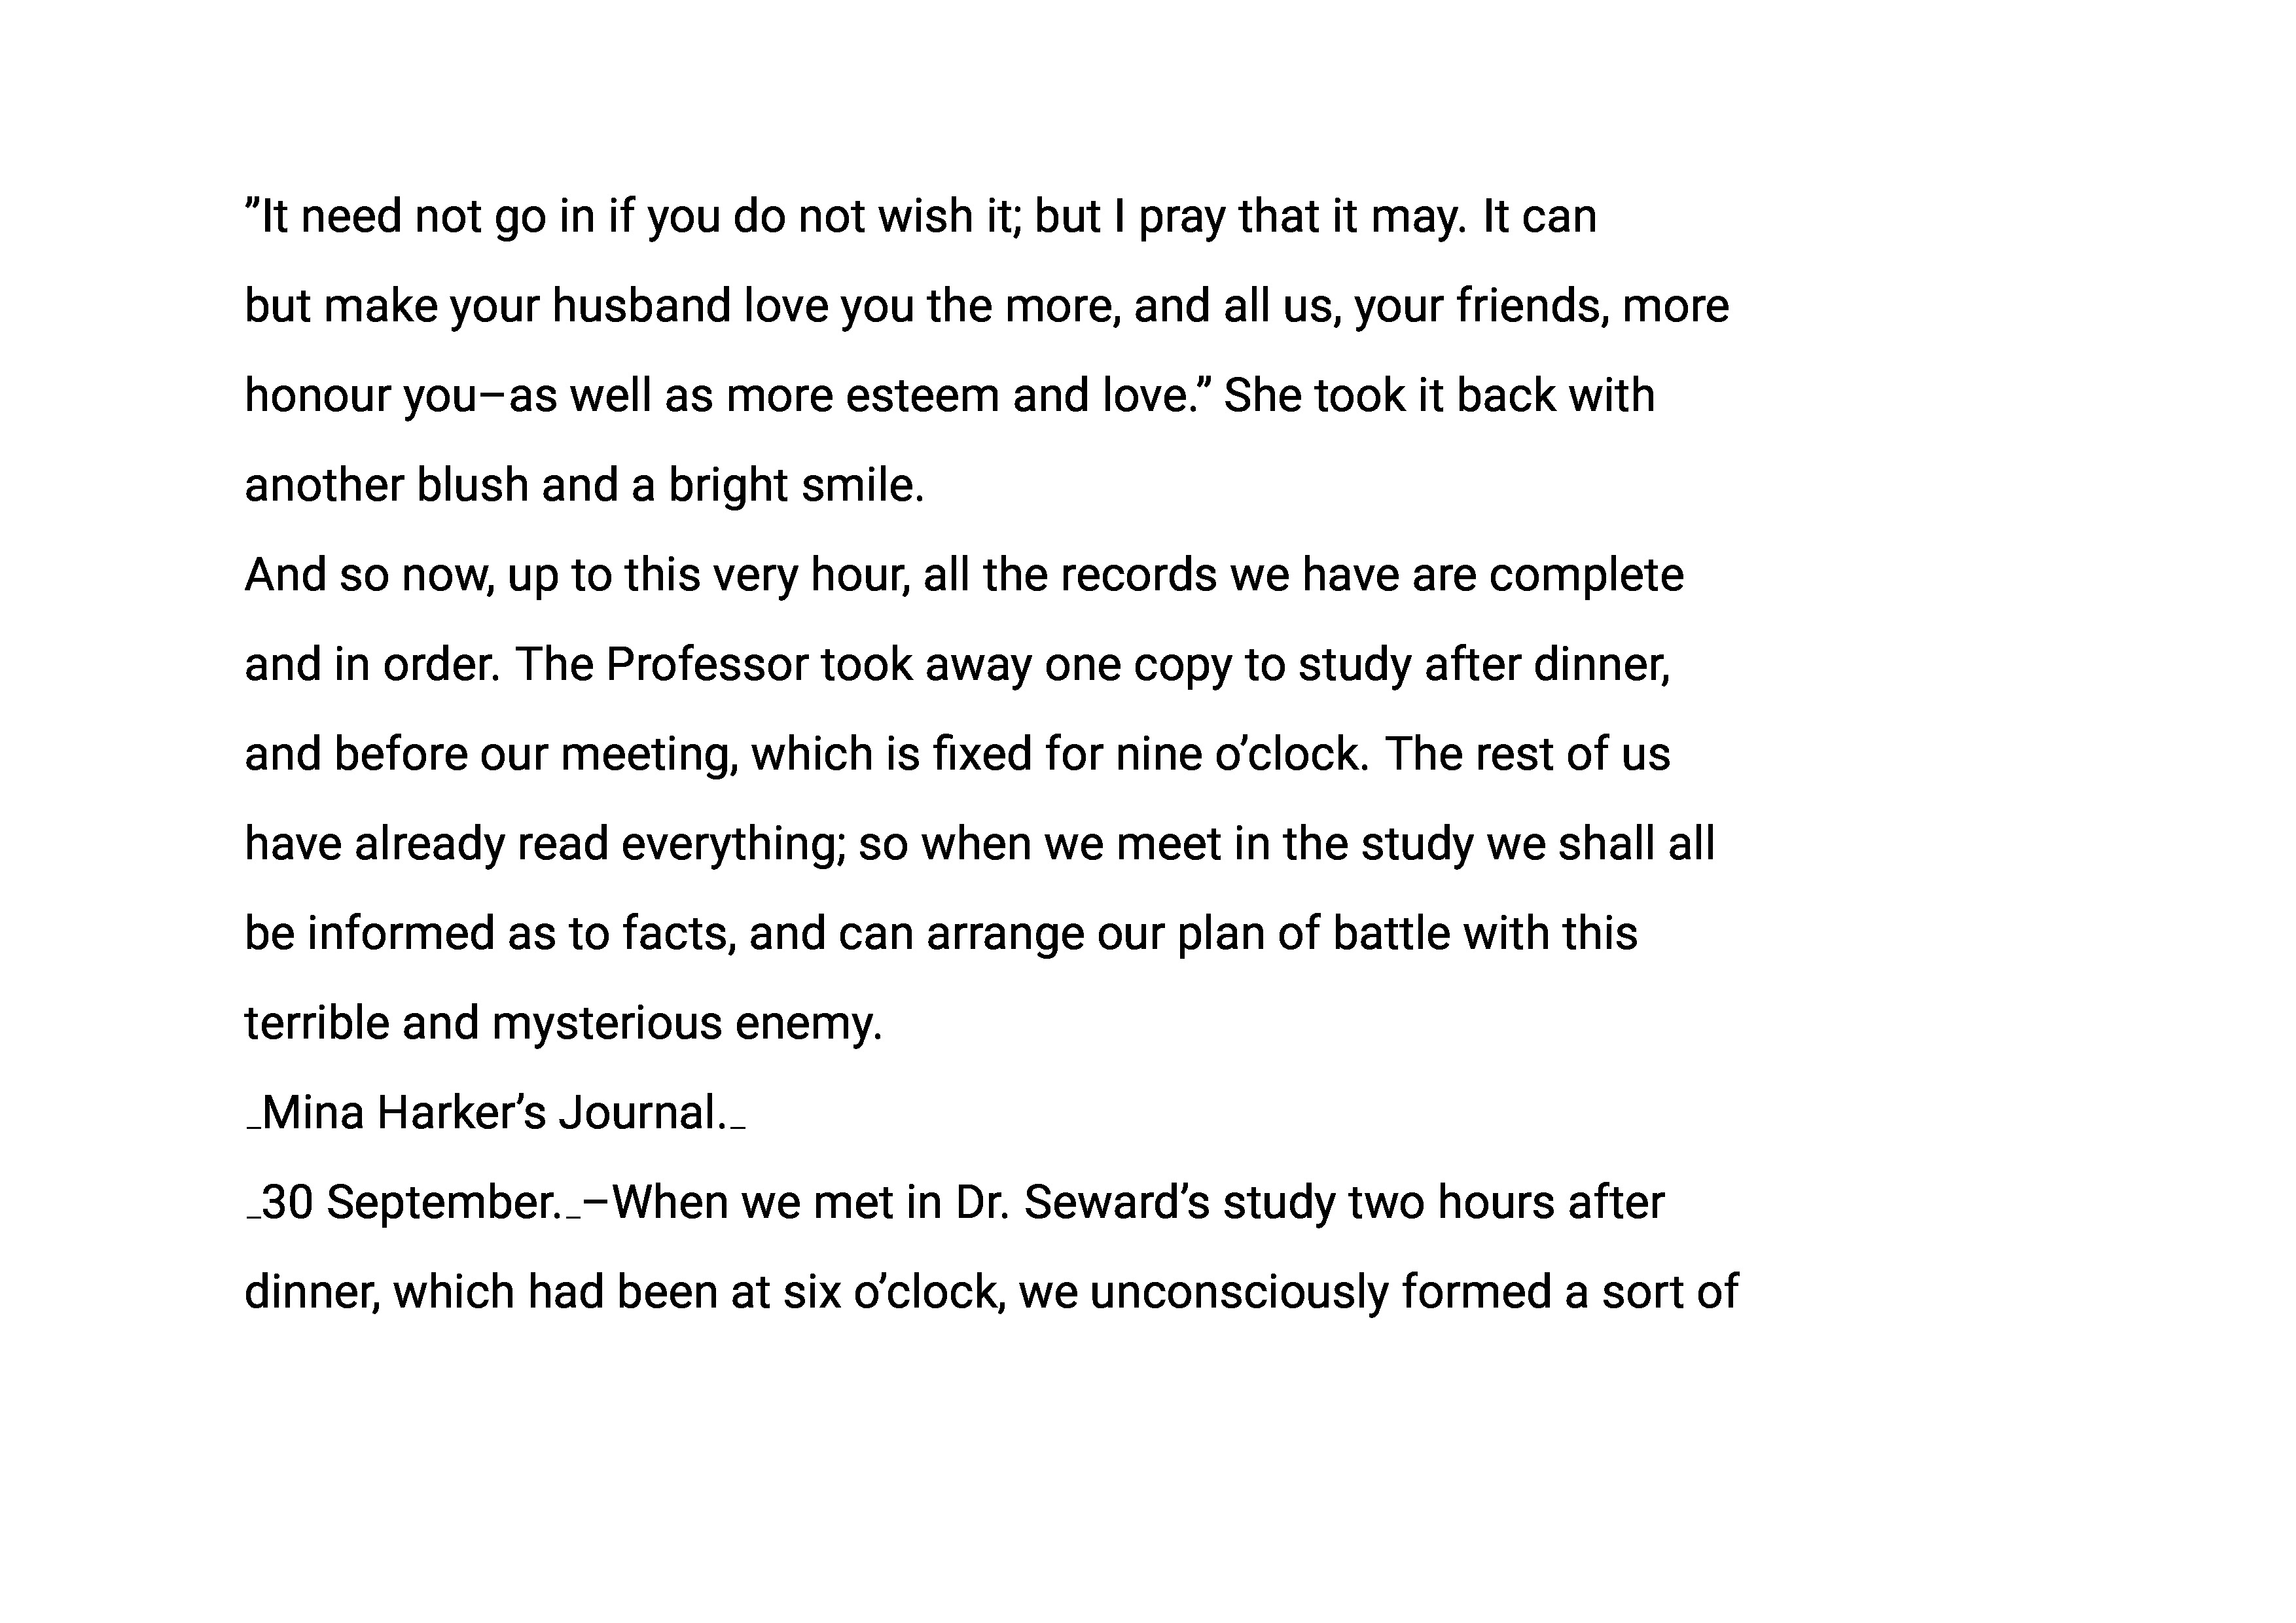 ”It need not go in if you do not wish it; but I pray that it may. It can
but make your husband love you the more, and all us, your friends, more
honour you–as well as more esteem and love.” She took it back with
another blush and a bright smile.
And so now, up to this very hour, all the records we have are complete
and in order. The Professor took away one copy to study after dinner,
and before our meeting, which is fixed for nine o’clock. The rest of us
have already read everything; so when we meet in the study we shall all
be informed as to facts, and can arrange our plan of battle with this
terrible and mysterious enemy.
_Mina Harker’s Journal._
_30 September._–When we met in Dr. Seward’s study two hours after
dinner, which had been at six o’clock, we unconsciously formed a sort of